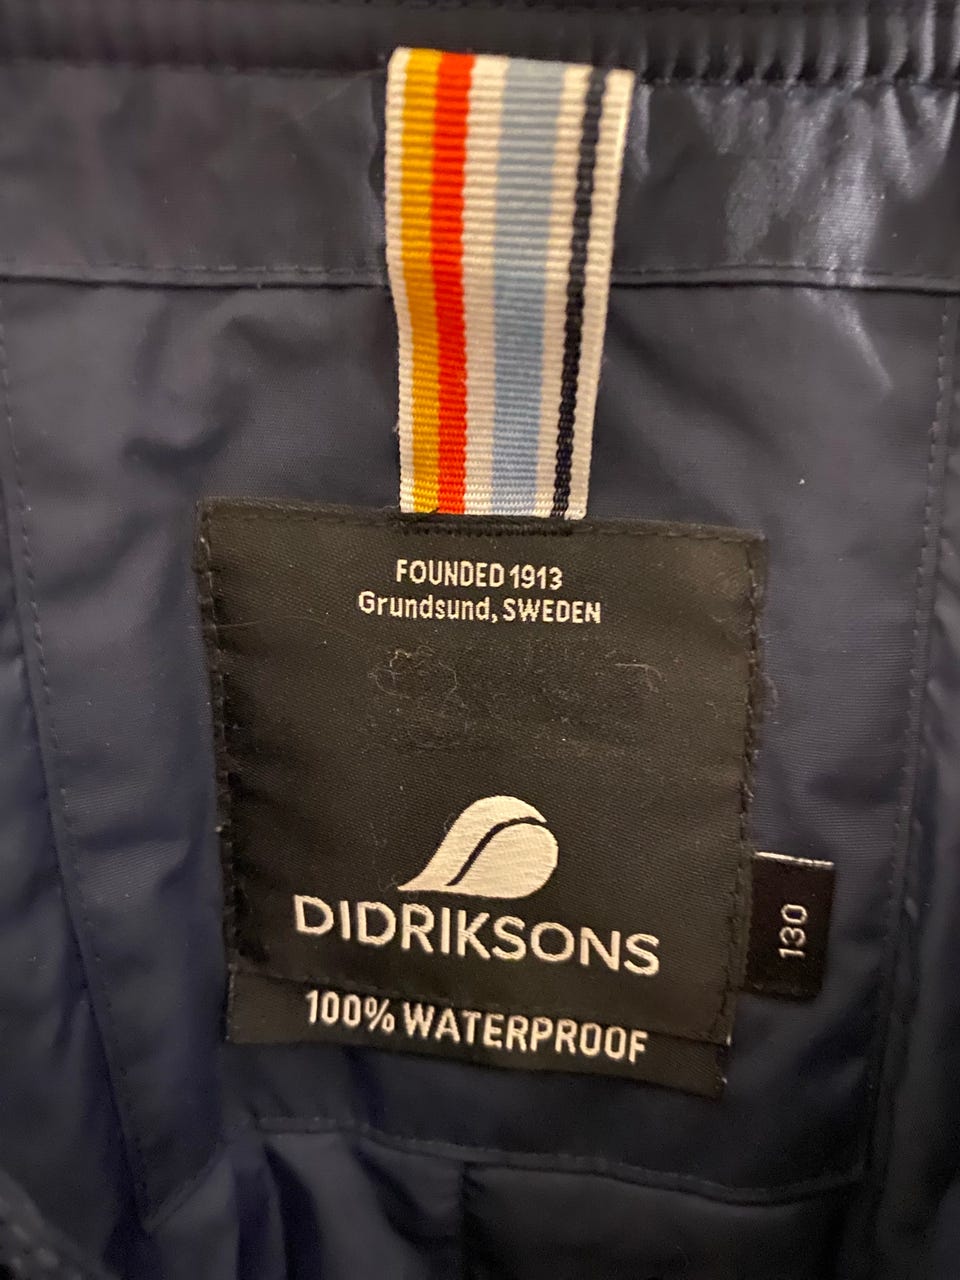 FOUNDED 1913
Grundsund, SWEDEN
DIDRIKSONS
100% WATERPROOF
130